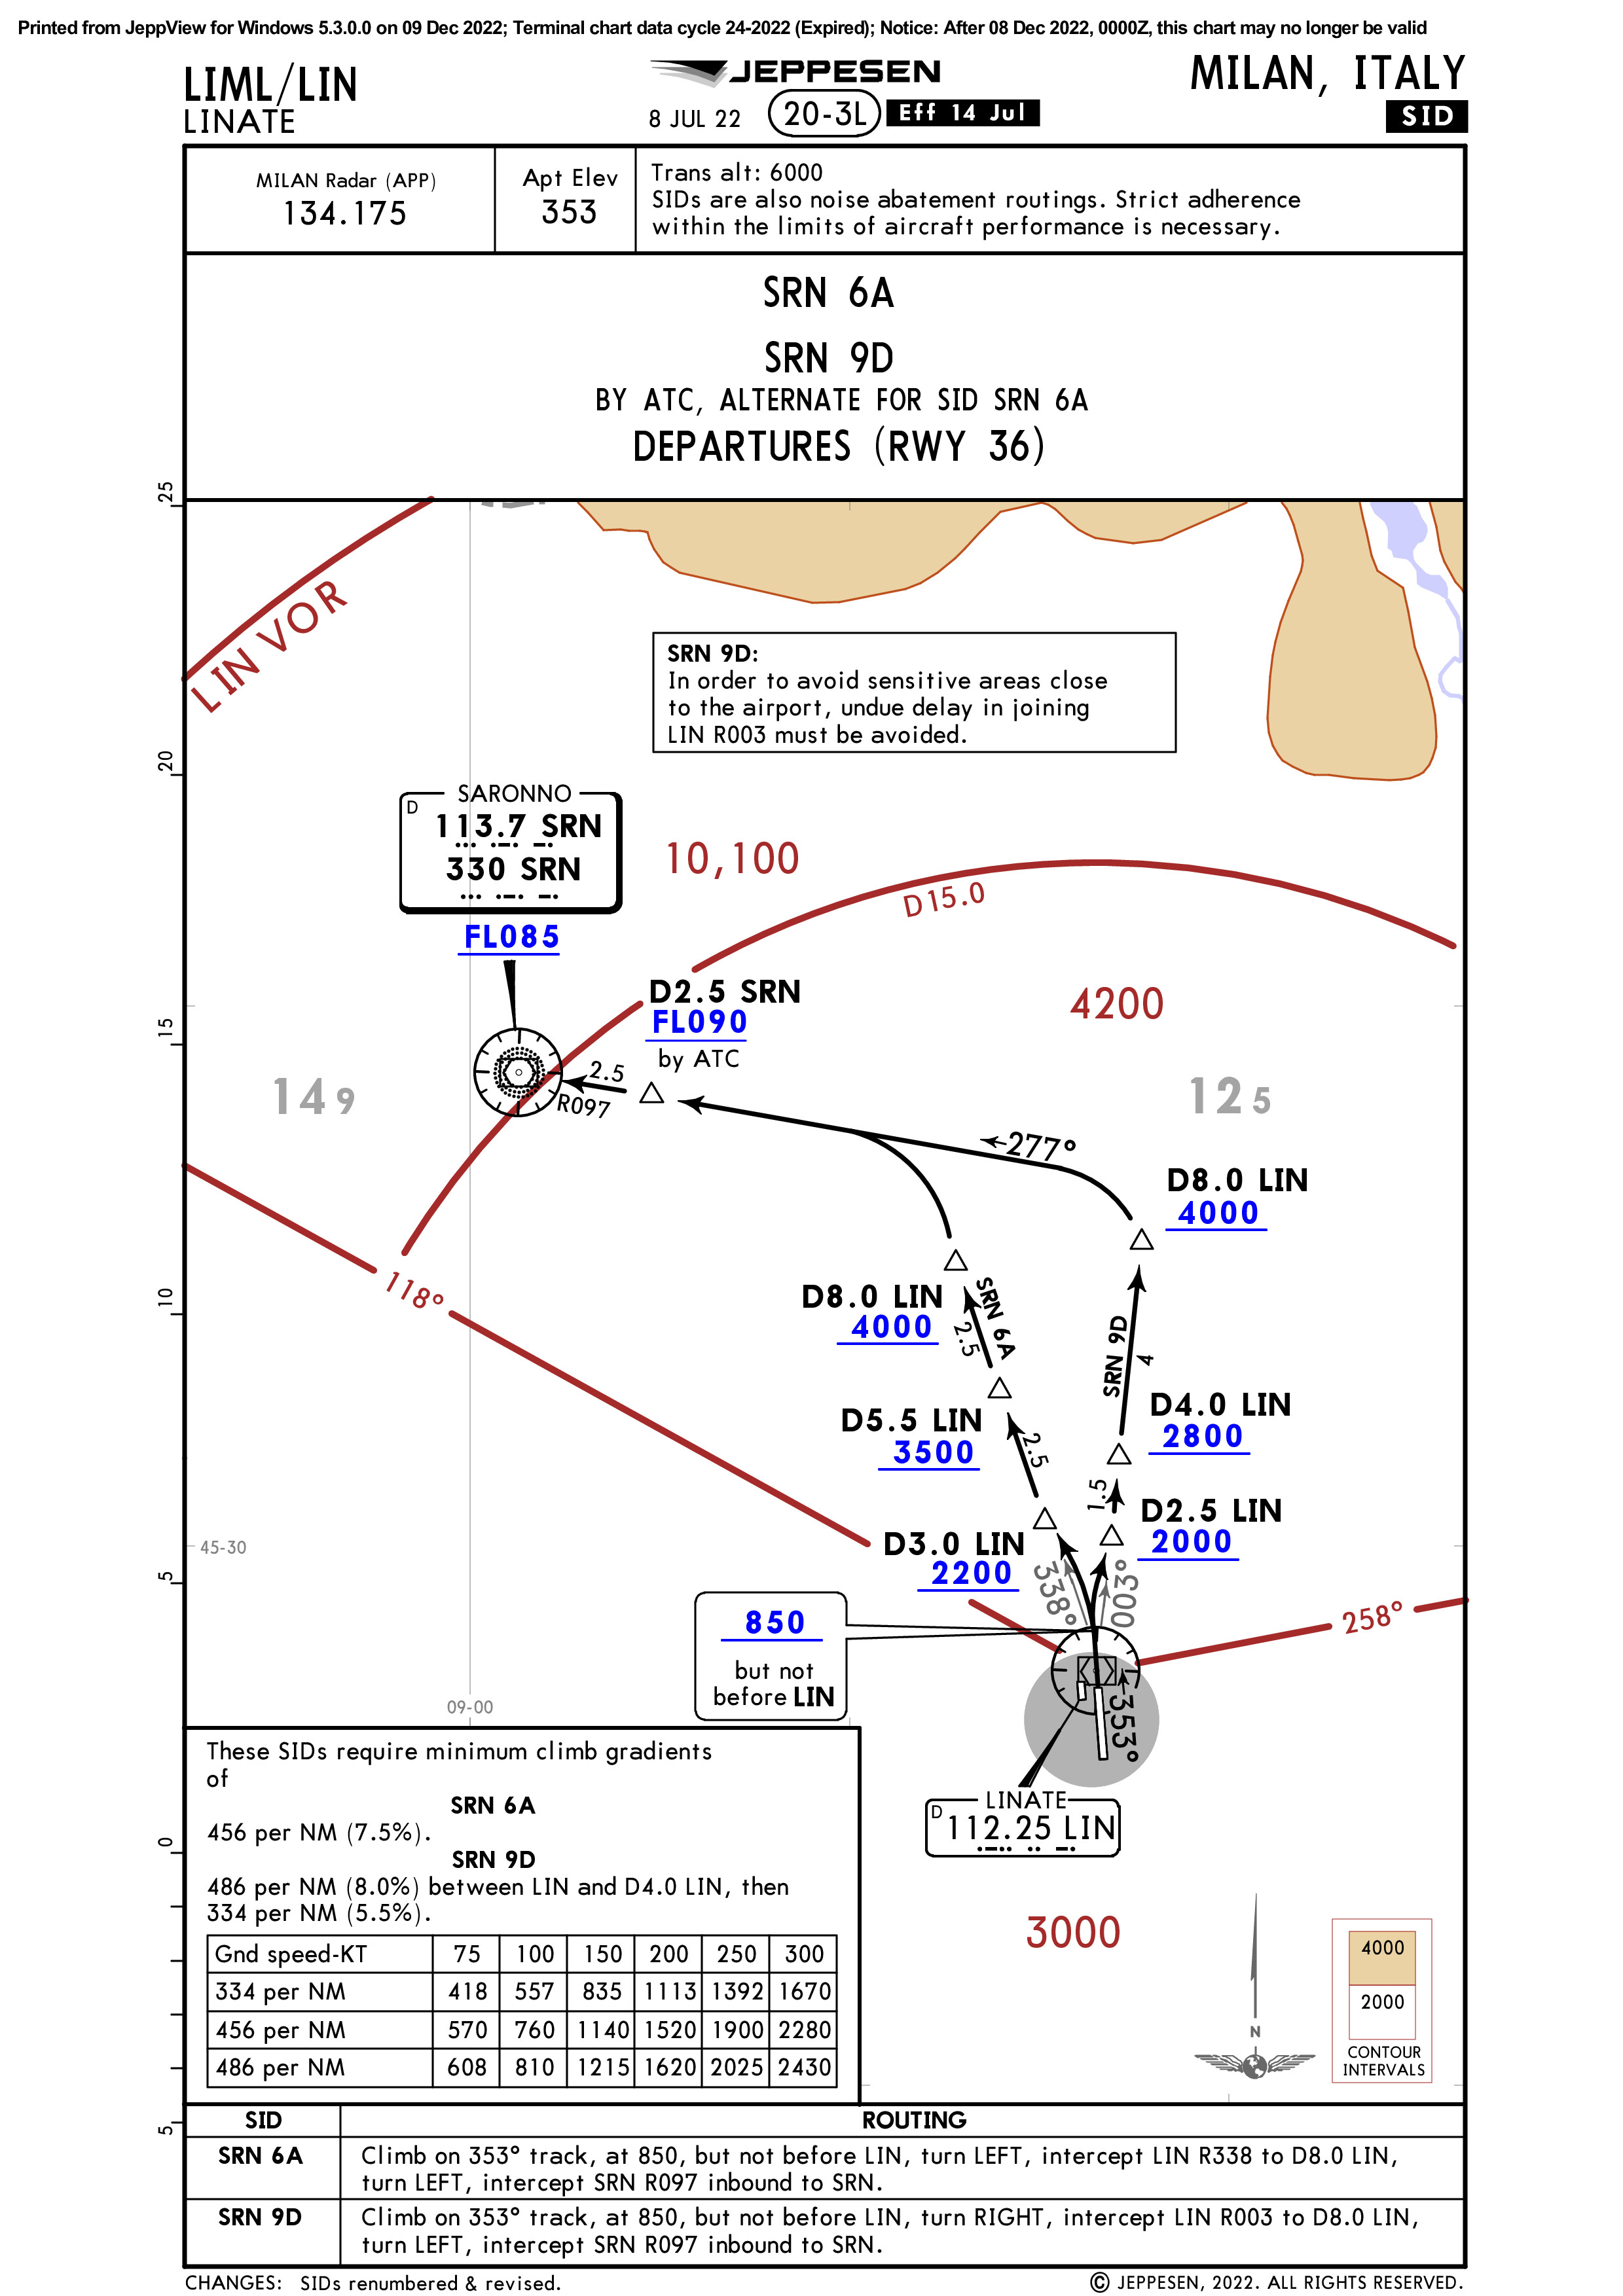 Printed from JeppView for Windows 5.3.0.0 on 09 Dec 2022; Terminal chart data cycle 24-2022 (Expired); Notice: After 08 Dec 2022, 0000Z, this chart may no longer be valid
LIML/LIN
LINATE
JEPPESEN
8 JUL 22
20-3L
Eff 14 Jul
MILAN, ITALY
SID
MILAN Radar (APP)
134.175
Apt Elev
353
Trans alt: 6000
SIDs are also noise abatement routings. Strict adherence
within the limits of aircraft performance is necessary.
SRN 6A
SRN 9D
BY ATC, ALTERNATE FOR SID SRN 6A
DEPARTURES (RWY 36)
25
20
15
10
5
0
5
LIN VOR
SRN 9D:
In order to avoid sensitive areas close
to the airport, undue delay in joining
LIN R003 must be avoided.
SARONNO
D
113.7 SRN
330 SRN
FL085
10,100
D15.0
D2.5 SRN
FL090
by ATC
4200
2.5
R097
149
125
277°
D8.0 LIN
4000
118°
D8.0 LIN
4000
SRN 6A
2.5
SRN 9D
4
D5.5 LIN
3500
2.5
D4.0 LIN
2800
1.5
D2.5 LIN
2000
D3.0 LIN
2200
45-30
338°
003°
850
but not
before LIN
258°
353°
09-00
LINATE
D
112.25 LIN
3000
N
4000
2000
CONTOUR
INTERVALS
These SIDs require minimum climb gradients
of
SRN 6A
456 per NM (7.5%).
SRN 9D
486 per NM (8.0%) between LIN and D4.0 LIN, then
334 per NM (5.5%).
Gnd speed-KT 75 100 150 200 250 300
334 per NM 418 557 835 1113 1392 1670
456 per NM 570 760 1140 1520 1900 2280
486 per NM 608 810 1215 1620 2025 2430
SID ROUTING
SRN 6A Climb on 353° track, at 850, but not before LIN, turn LEFT, intercept LIN R338 to D8.0 LIN,
turn LEFT, intercept SRN R097 inbound to SRN.
SRN 9D Climb on 353° track, at 850, but not before LIN, turn RIGHT, intercept LIN R003 to D8.0 LIN,
turn LEFT, intercept SRN R097 inbound to SRN.
CHANGES: SIDs renumbered & revised.
© JEPPESEN, 2022. ALL RIGHTS RESERVED.